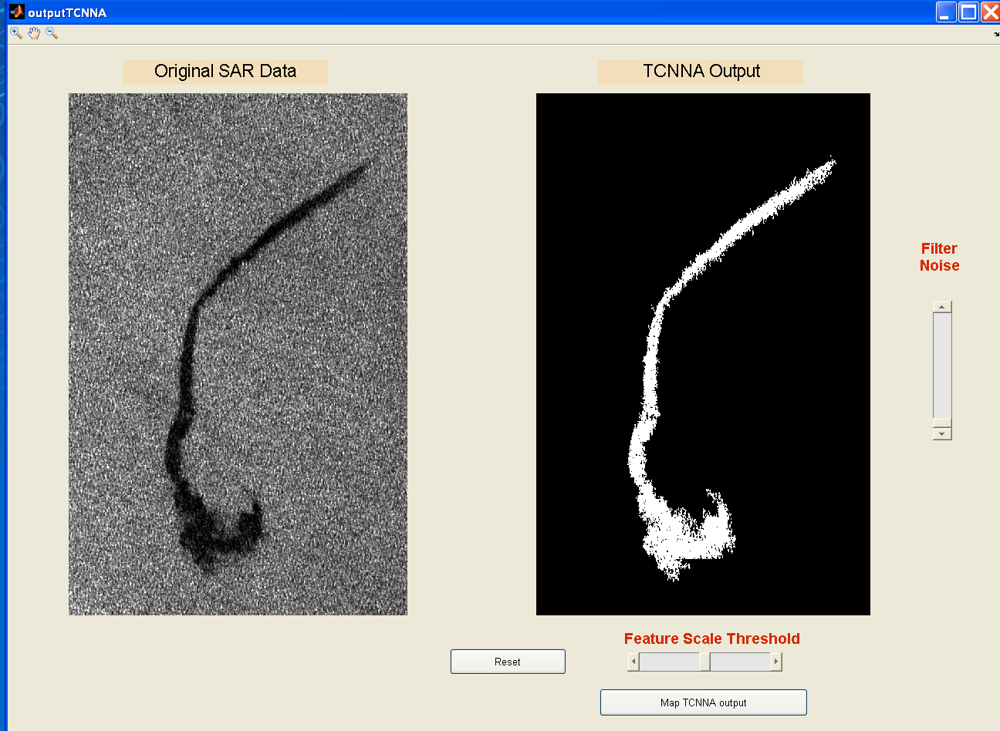 outputTCNNA
Original SAR Data
TCNNA Output
Filter
Noise
Feature Scale Threshold
Reset
Map TCNNA output